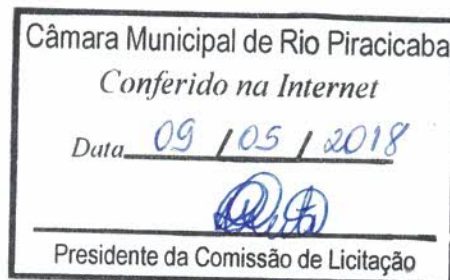 Câmara Municipal de Rio Piracicaba
Conferido na Internet
Data 09 / 05 / 2018
Presidente da Comissão de Licitação